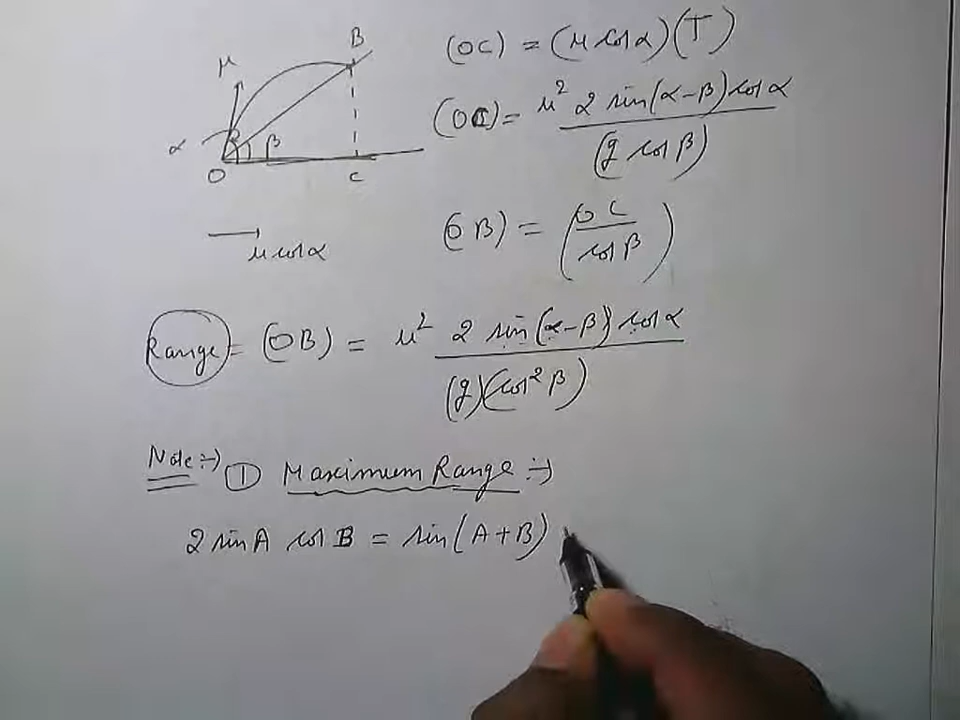 B
(OC) = (u cos α)(T)
u
(OC) = u² 2 sin(α-β) cos α / (g cos β)
α β
O C
u cos α
(OB) = (OC / cos β)
Range = (OB) = u² 2 sin(α-β) cos α / (g)(cos² β)
Note:→ ① Maximum Range :→
2 sin A cos B = sin(A+B)